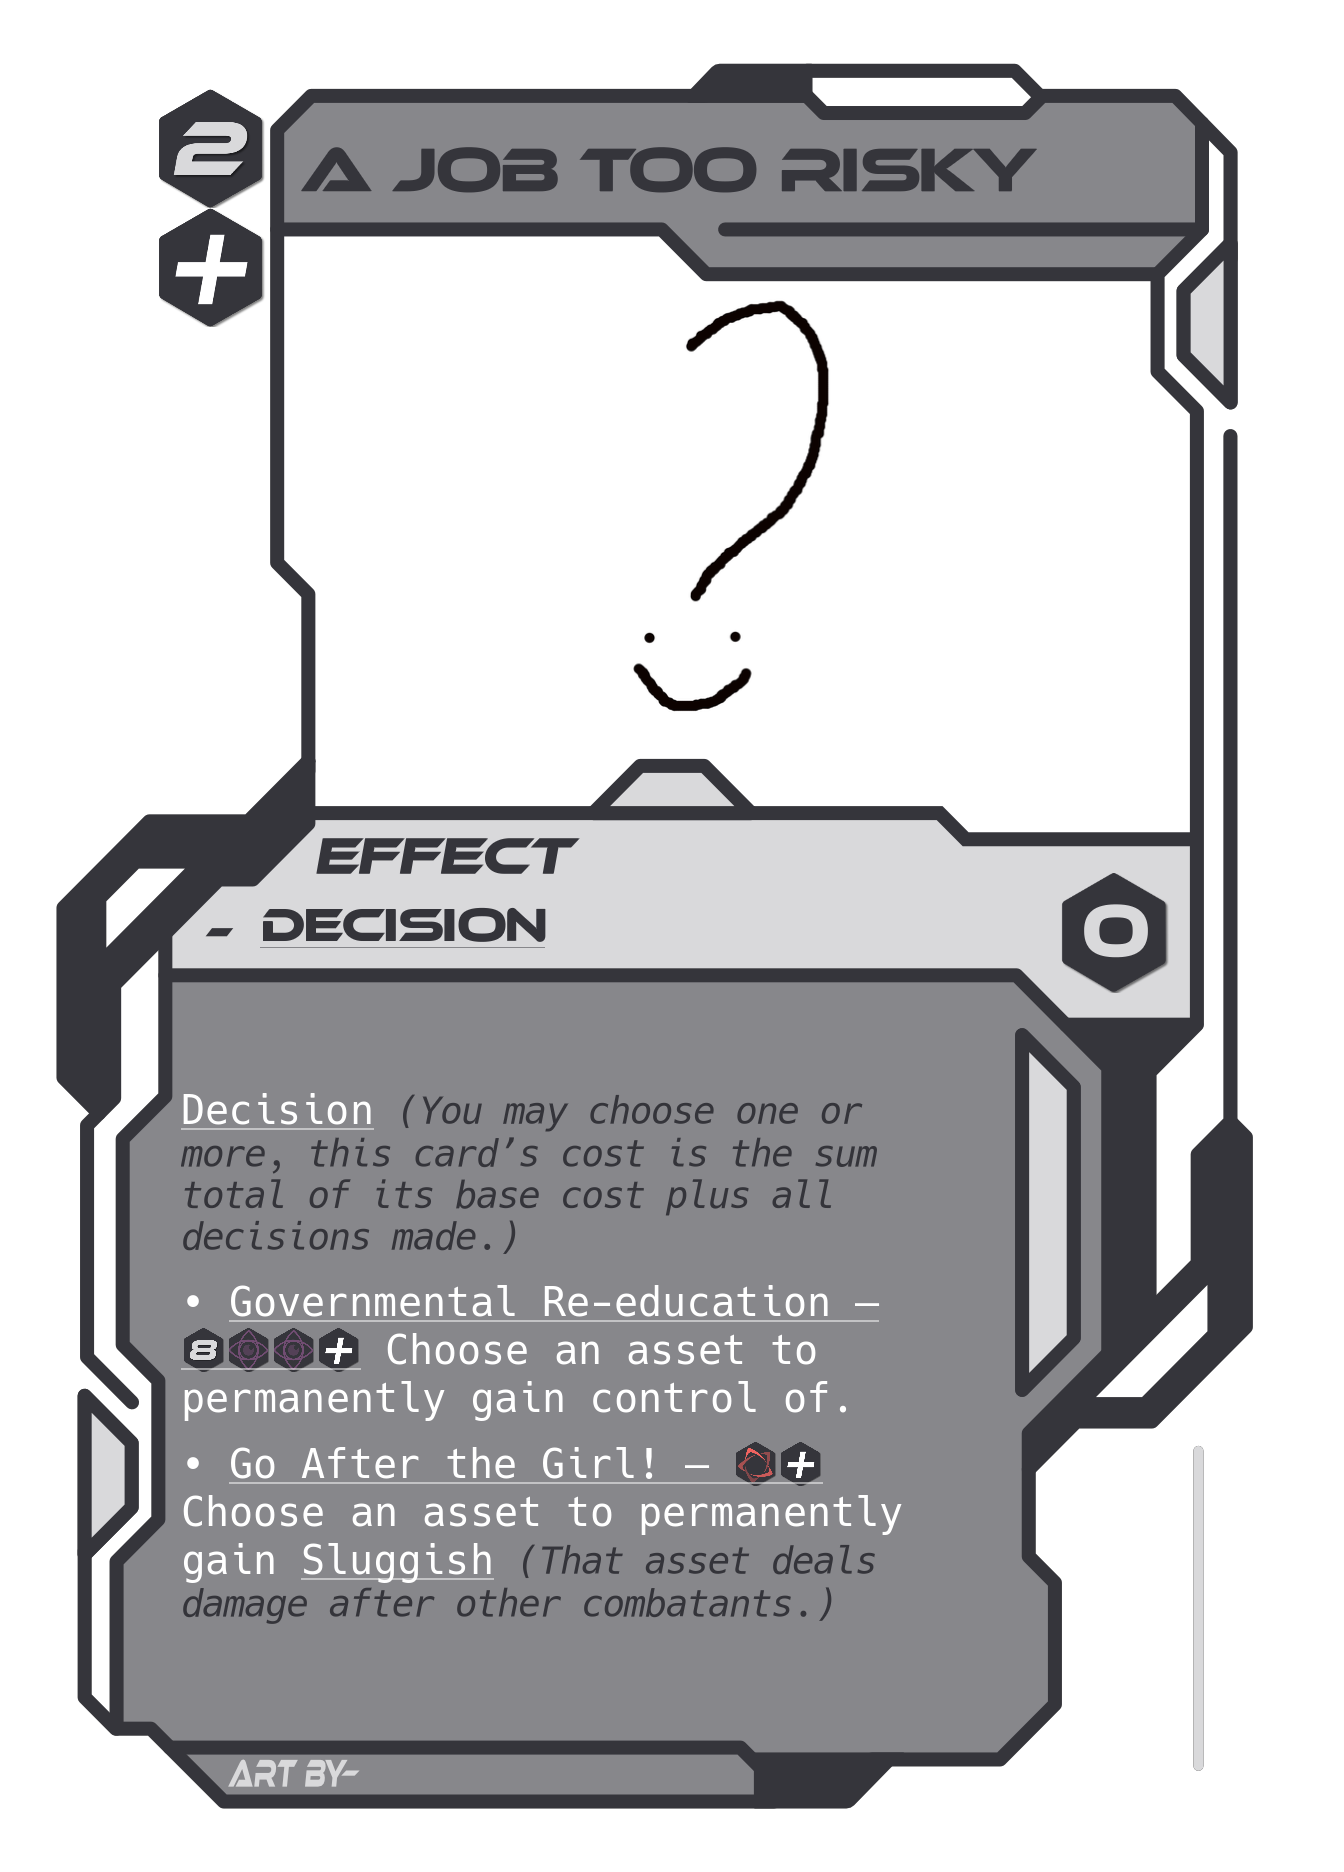 2
+
A JOB TOO RISKY
EFFECT
- DECISION
0
Decision (You may choose one or
more, this card’s cost is the sum
total of its base cost plus all
decisions made.)
• Governmental Re-education –
8 + Choose an asset to
permanently gain control of.
• Go After the Girl! – +
Choose an asset to permanently
gain Sluggish (That asset deals
damage after other combatants.)
ART BY-